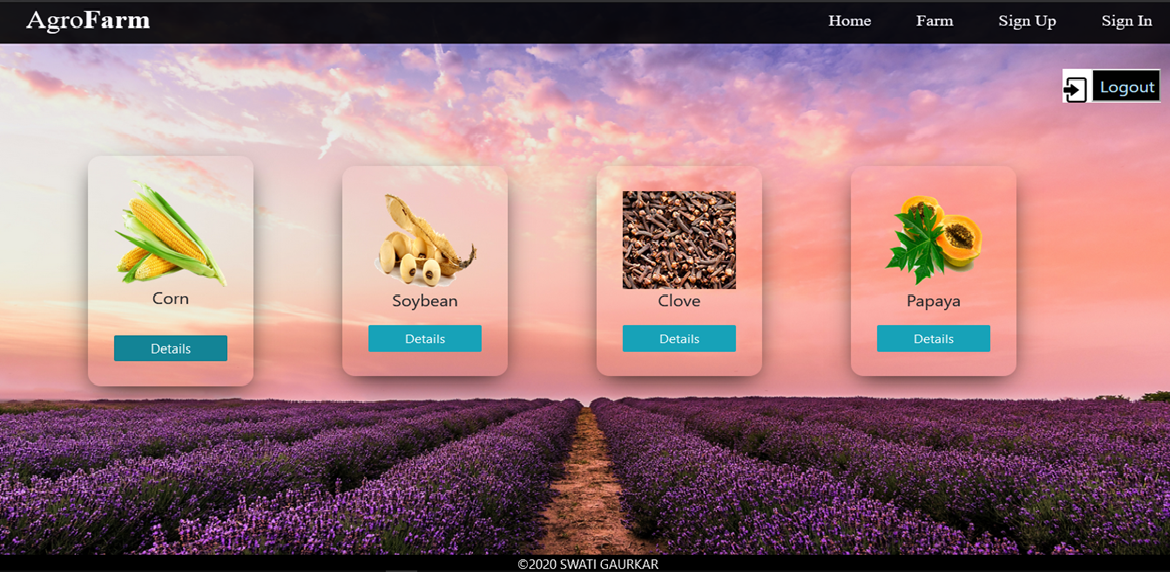 AgroFarm
Home Farm Sign Up Sign In
Logout
Corn
Details
Soybean
Details
Clove
Details
Papaya
Details
©2020 SWATI GAURKAR